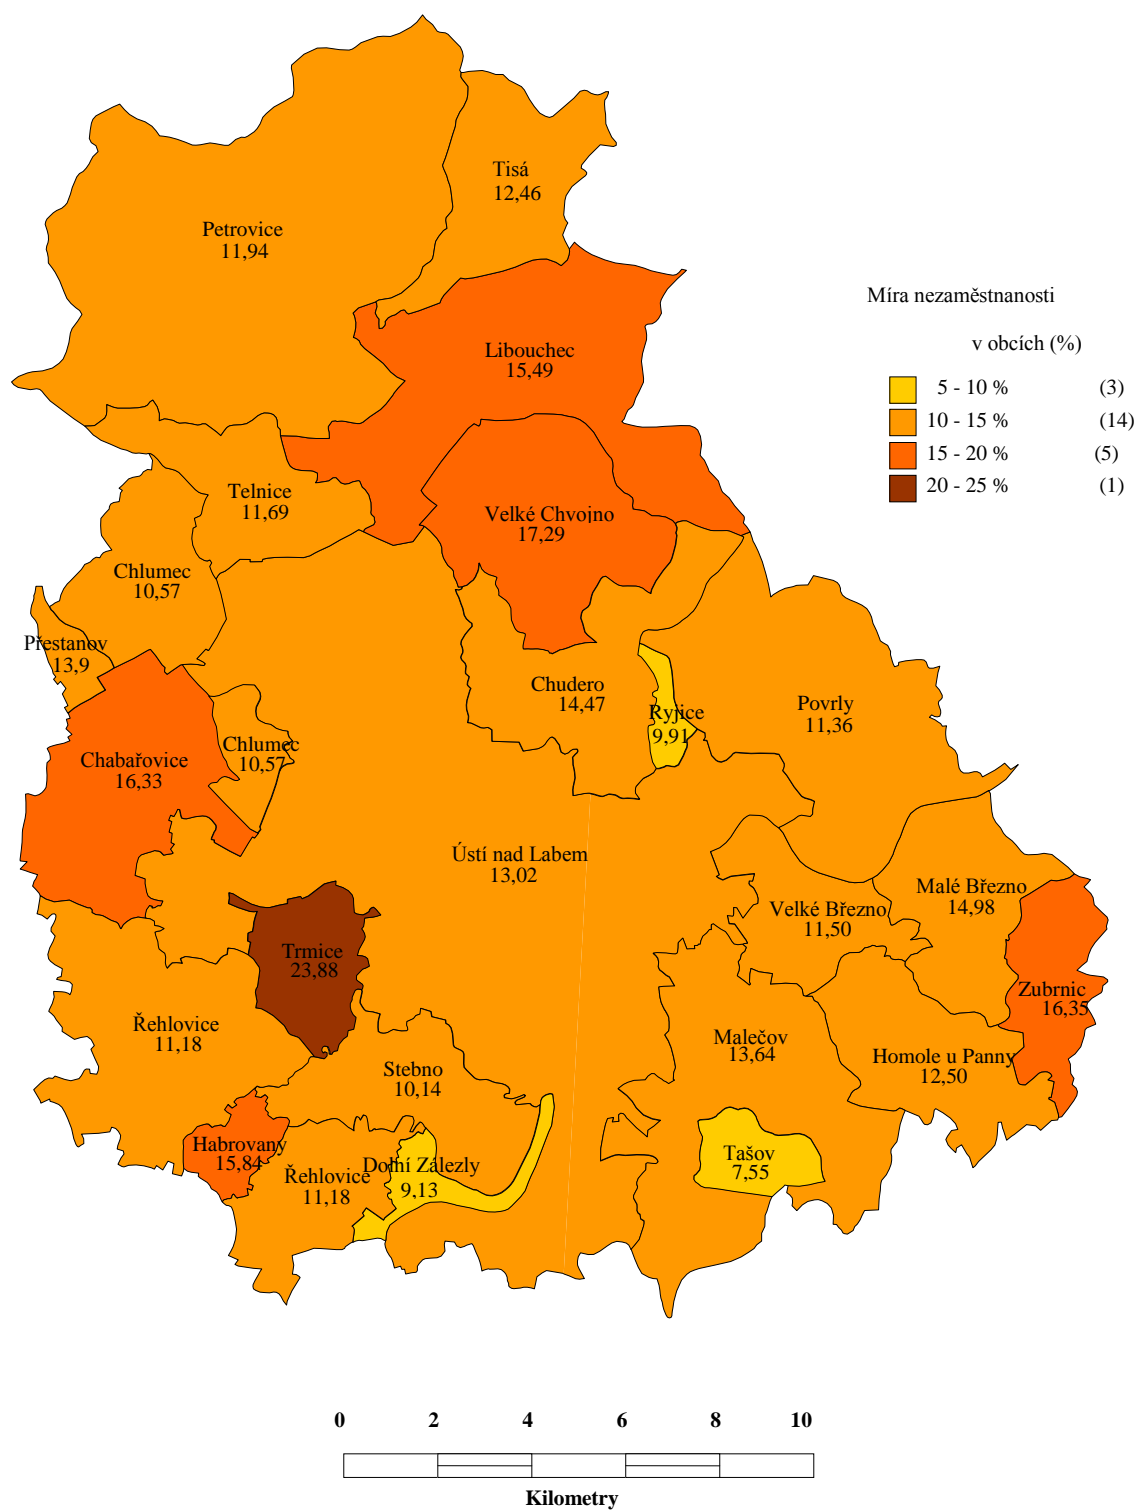 Tisá
12,46
Petrovice
11,94
Míra nezaměstnanosti
v obcích (%)
5 - 10 % (3)
10 - 15 % (14)
15 - 20 % (5)
20 - 25 % (1)
Libouchec
15,49
Telnice
11,69
Velké Chvojno
17,29
Chlumec
10,57
Přestanov
13,9
Chudero
14,47
Ryjice
9,91
Povrly
11,36
Chabařovice
16,33
Chlumec
10,57
Ústí nad Labem
13,02
Malé Březno
14,98
Velké Březno
11,50
Trmice
23,88
Zubrnic
16,35
Řehlovice
11,18
Malečov
13,64
Homole u Panny
12,50
Stebno
10,14
Habrovany
15,84
Řehlovice
11,18
Dolní Zálezly
9,13
Tašov
7,55
0 2 4 6 8 10
Kilometry